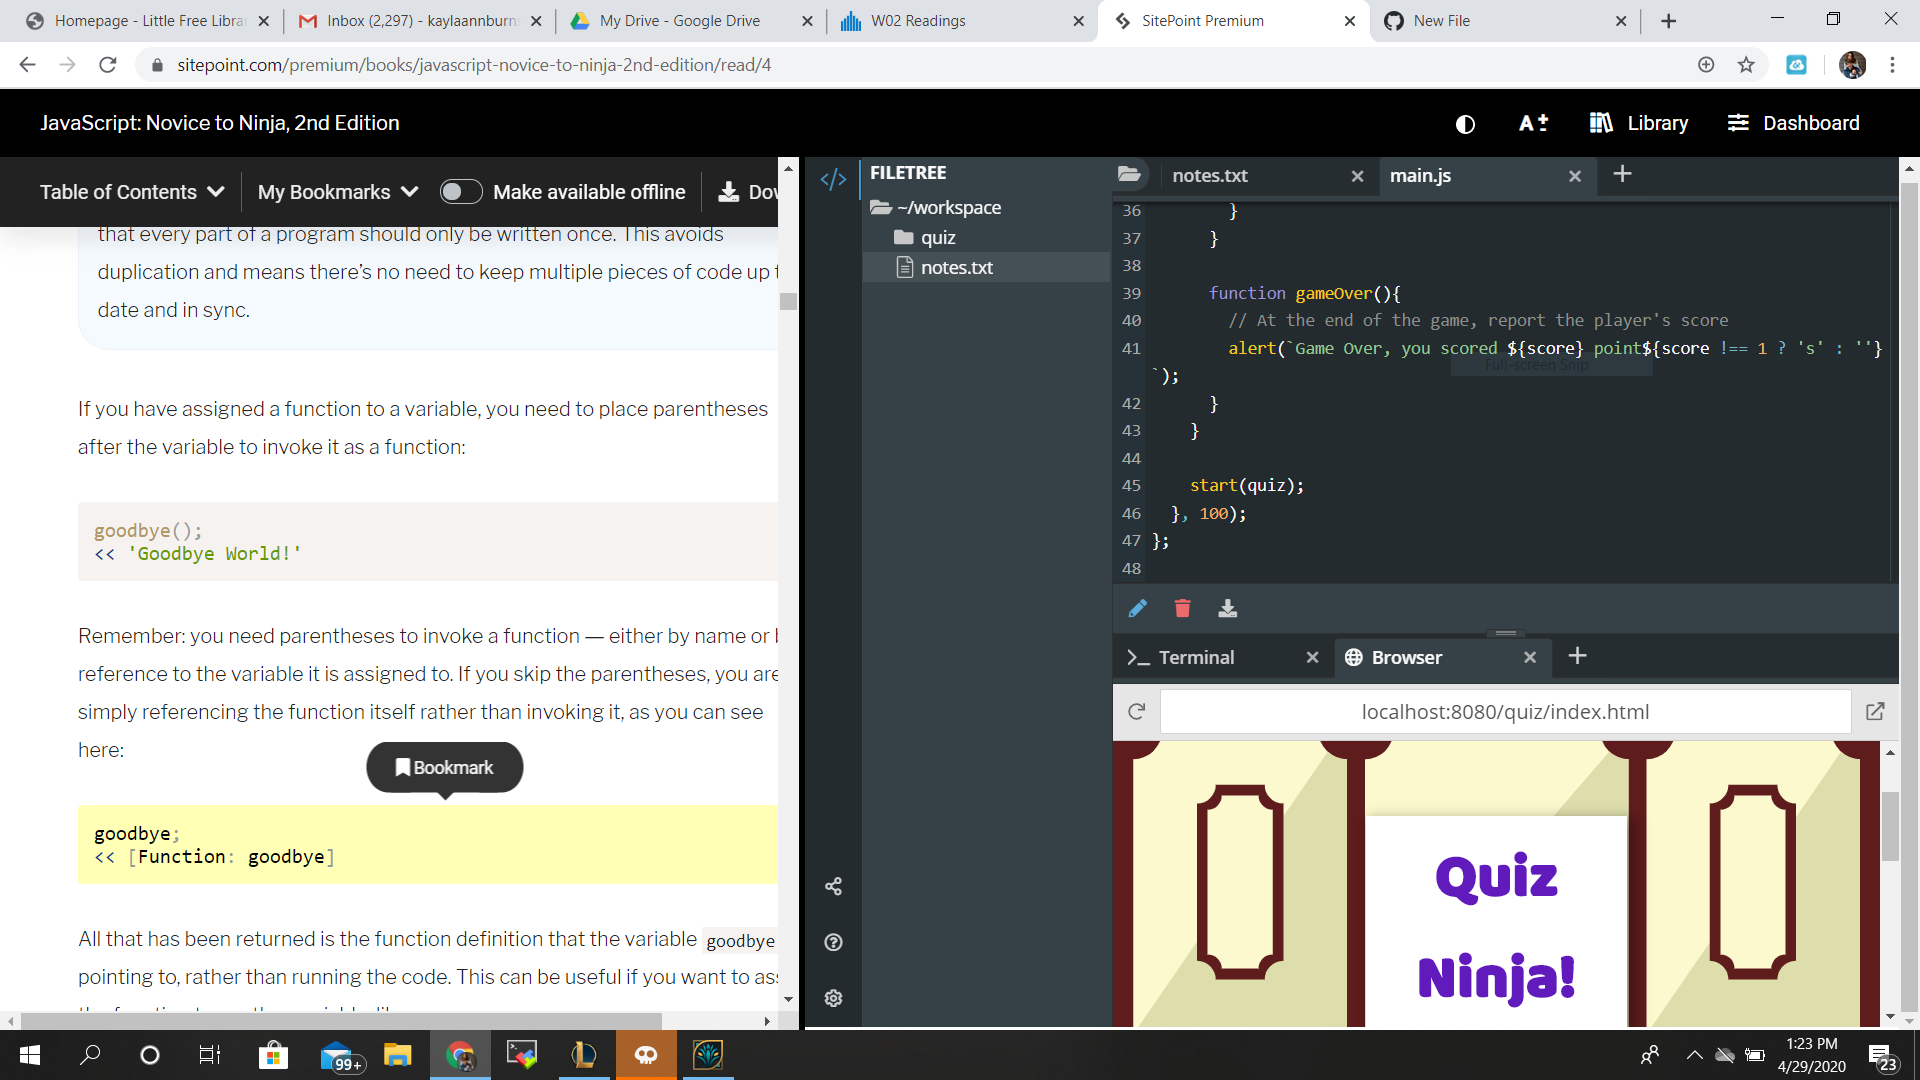 Homepage - Little Free Librar
Inbox (2,297) - kaylaannburns
My Drive - Google Drive
W02 Readings
SitePoint Premium
New File
sitepoint.com/premium/books/javascript-novice-to-ninja-2nd-edition/read/4
JavaScript: Novice to Ninja, 2nd Edition
A±
Library
Dashboard
Table of Contents
My Bookmarks
Make available offline
Dow
that every part of a program should only be written once. This avoids
duplication and means there's no need to keep multiple pieces of code up t
date and in sync.
If you have assigned a function to a variable, you need to place parentheses
after the variable to invoke it as a function:
goodbye();
<< 'Goodbye World!'
Remember: you need parentheses to invoke a function — either by name or b
reference to the variable it is assigned to. If you skip the parentheses, you are
simply referencing the function itself rather than invoking it, as you can see
here:
Bookmark
goodbye;
<< [Function: goodbye]
All that has been returned is the function definition that the variable goodbye
pointing to, rather than running the code. This can be useful if you want to ass
</>
FILETREE
~/workspace
quiz
notes.txt
notes.txt
main.js
36 }
37 }
38
39 function gameOver(){
40 // At the end of the game, report the player's score
41 alert(`Game Over, you scored ${score} point${score !== 1 ? 's' : ''}
`);
Full-screen Snip
42 }
43 }
44
45 start(quiz);
46 }, 100);
47 };
48
>_ Terminal
Browser
localhost:8080/quiz/index.html
Quiz
Ninja!
99+
1:23 PM
4/29/2020
23